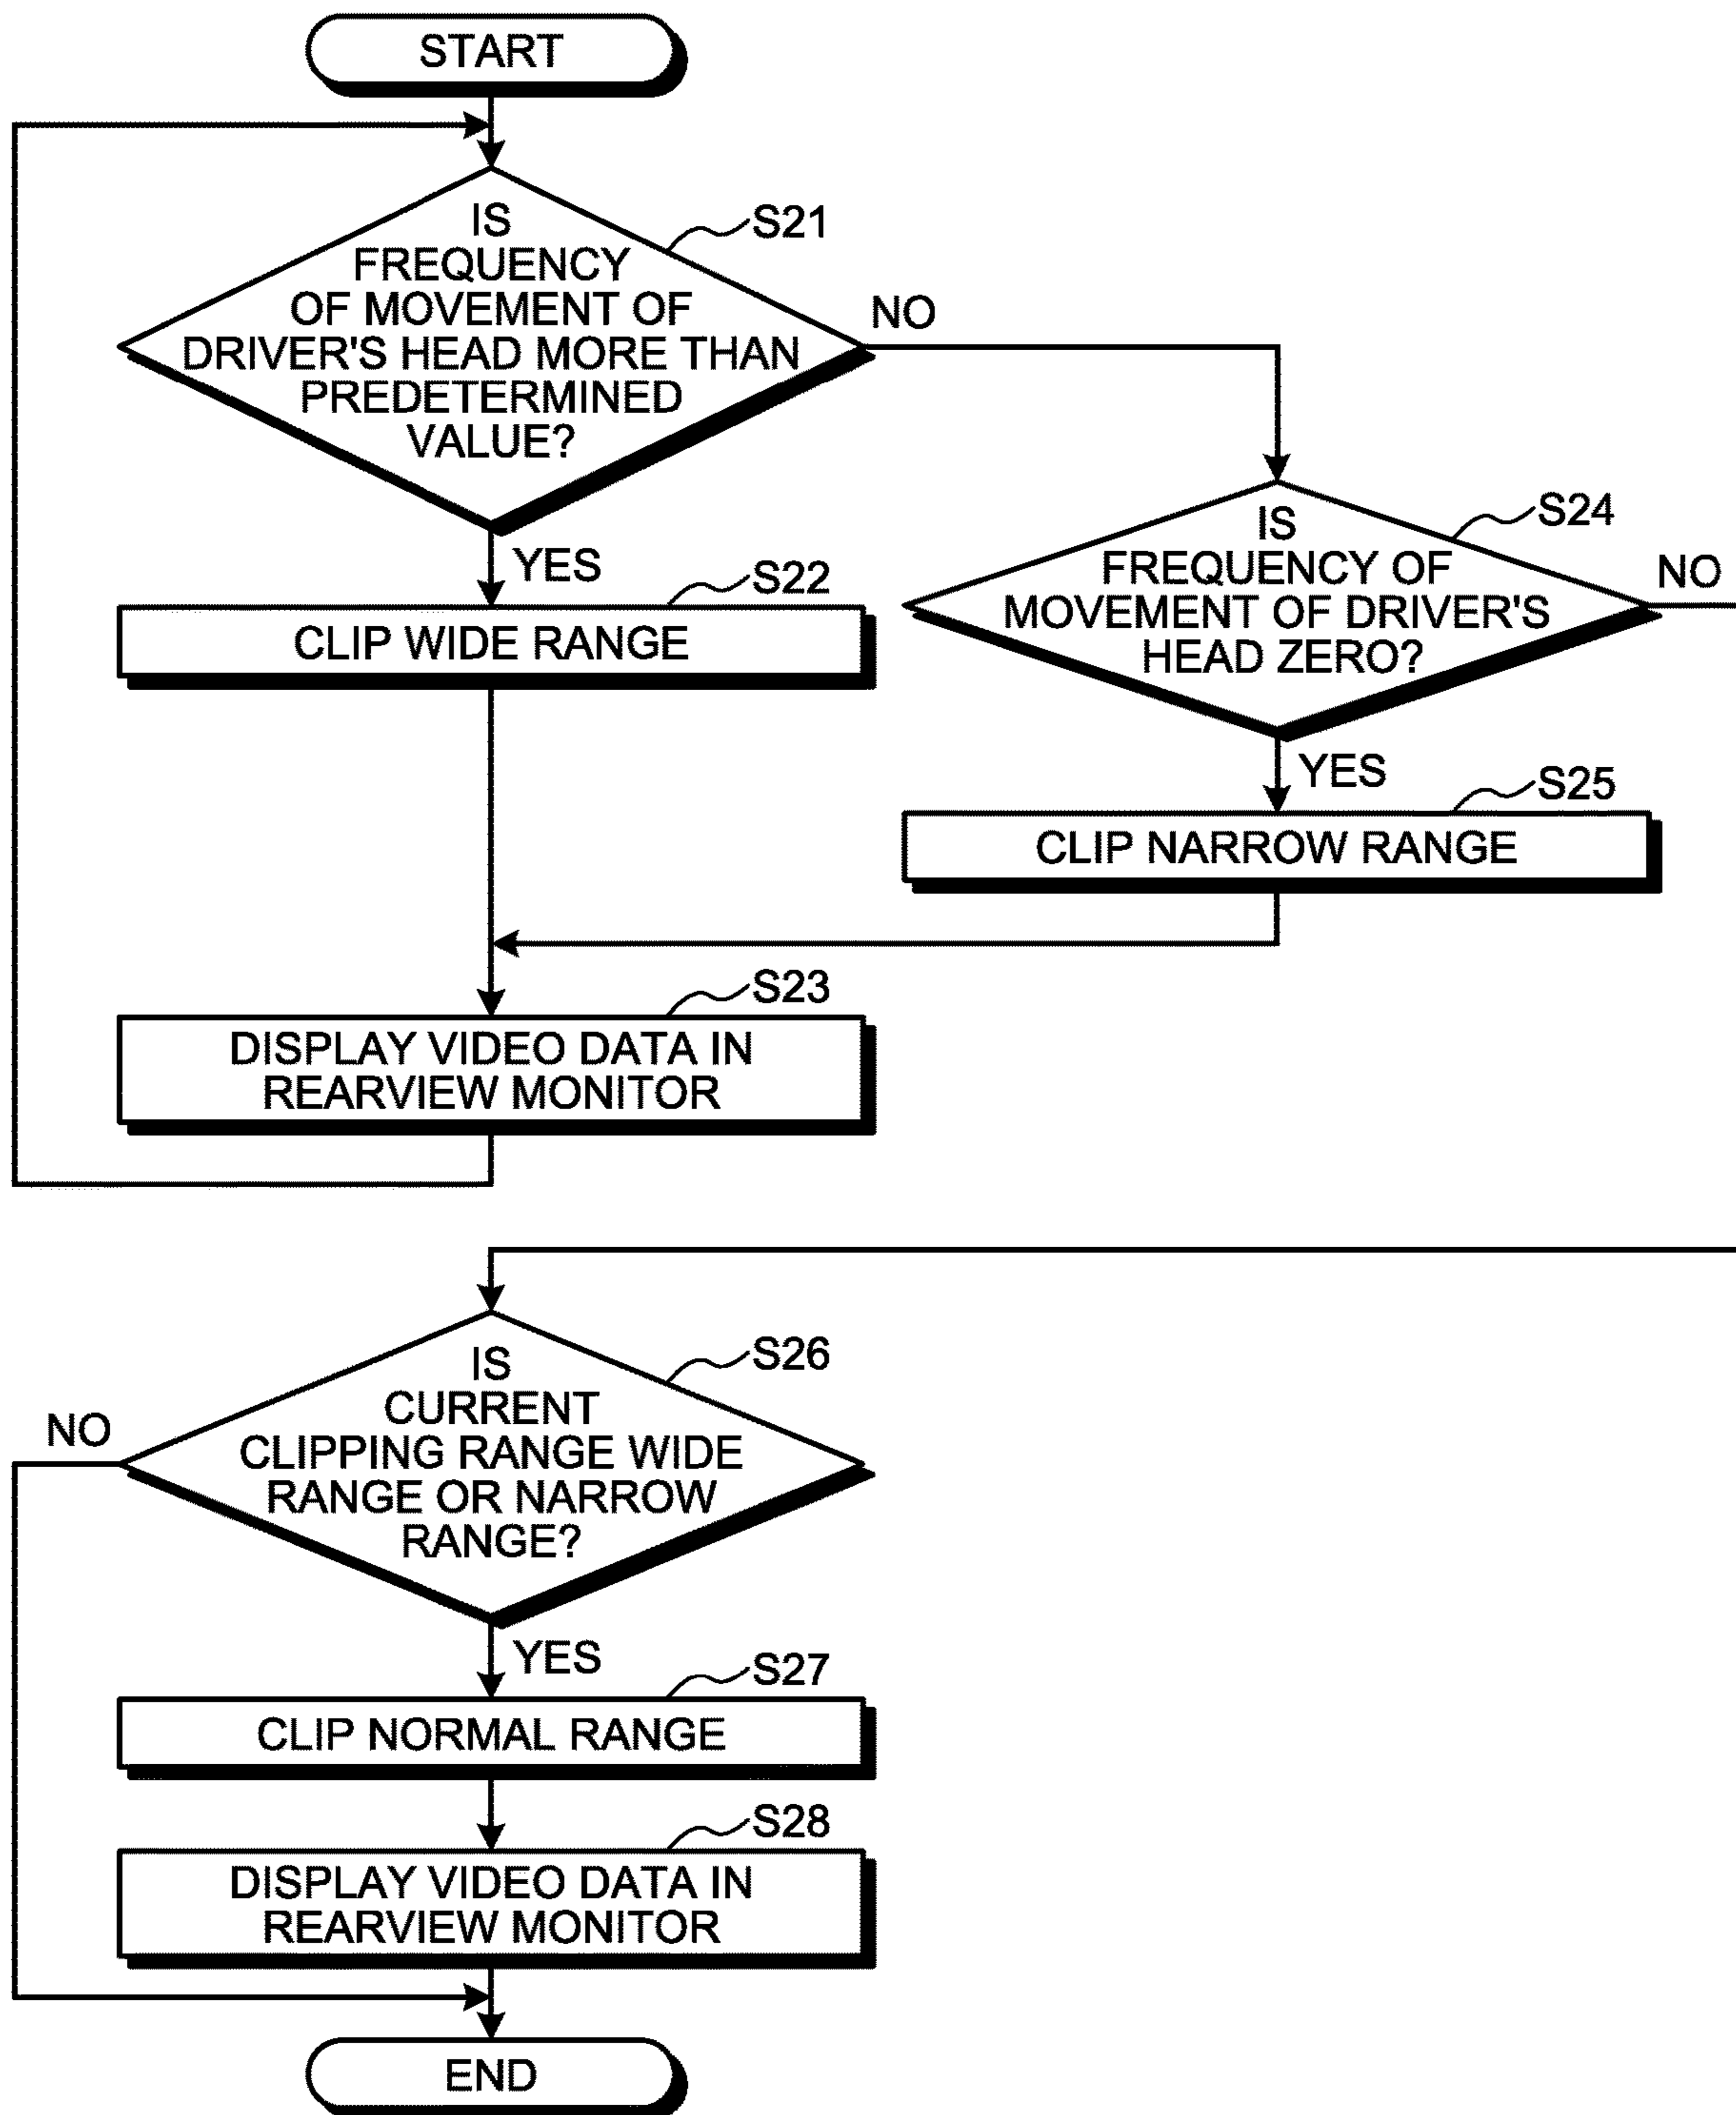 START
IS
FREQUENCY
OF MOVEMENT OF
DRIVER'S HEAD MORE THAN
PREDETERMINED
VALUE?
S21
NO
YES
S22
CLIP WIDE RANGE
IS
FREQUENCY OF
MOVEMENT OF DRIVER'S
HEAD ZERO?
S24
NO
YES
S25
CLIP NARROW RANGE
S23
DISPLAY VIDEO DATA IN
REARVIEW MONITOR
IS
CURRENT
CLIPPING RANGE WIDE
RANGE OR NARROW
RANGE?
S26
NO
YES
S27
CLIP NORMAL RANGE
S28
DISPLAY VIDEO DATA IN
REARVIEW MONITOR
END